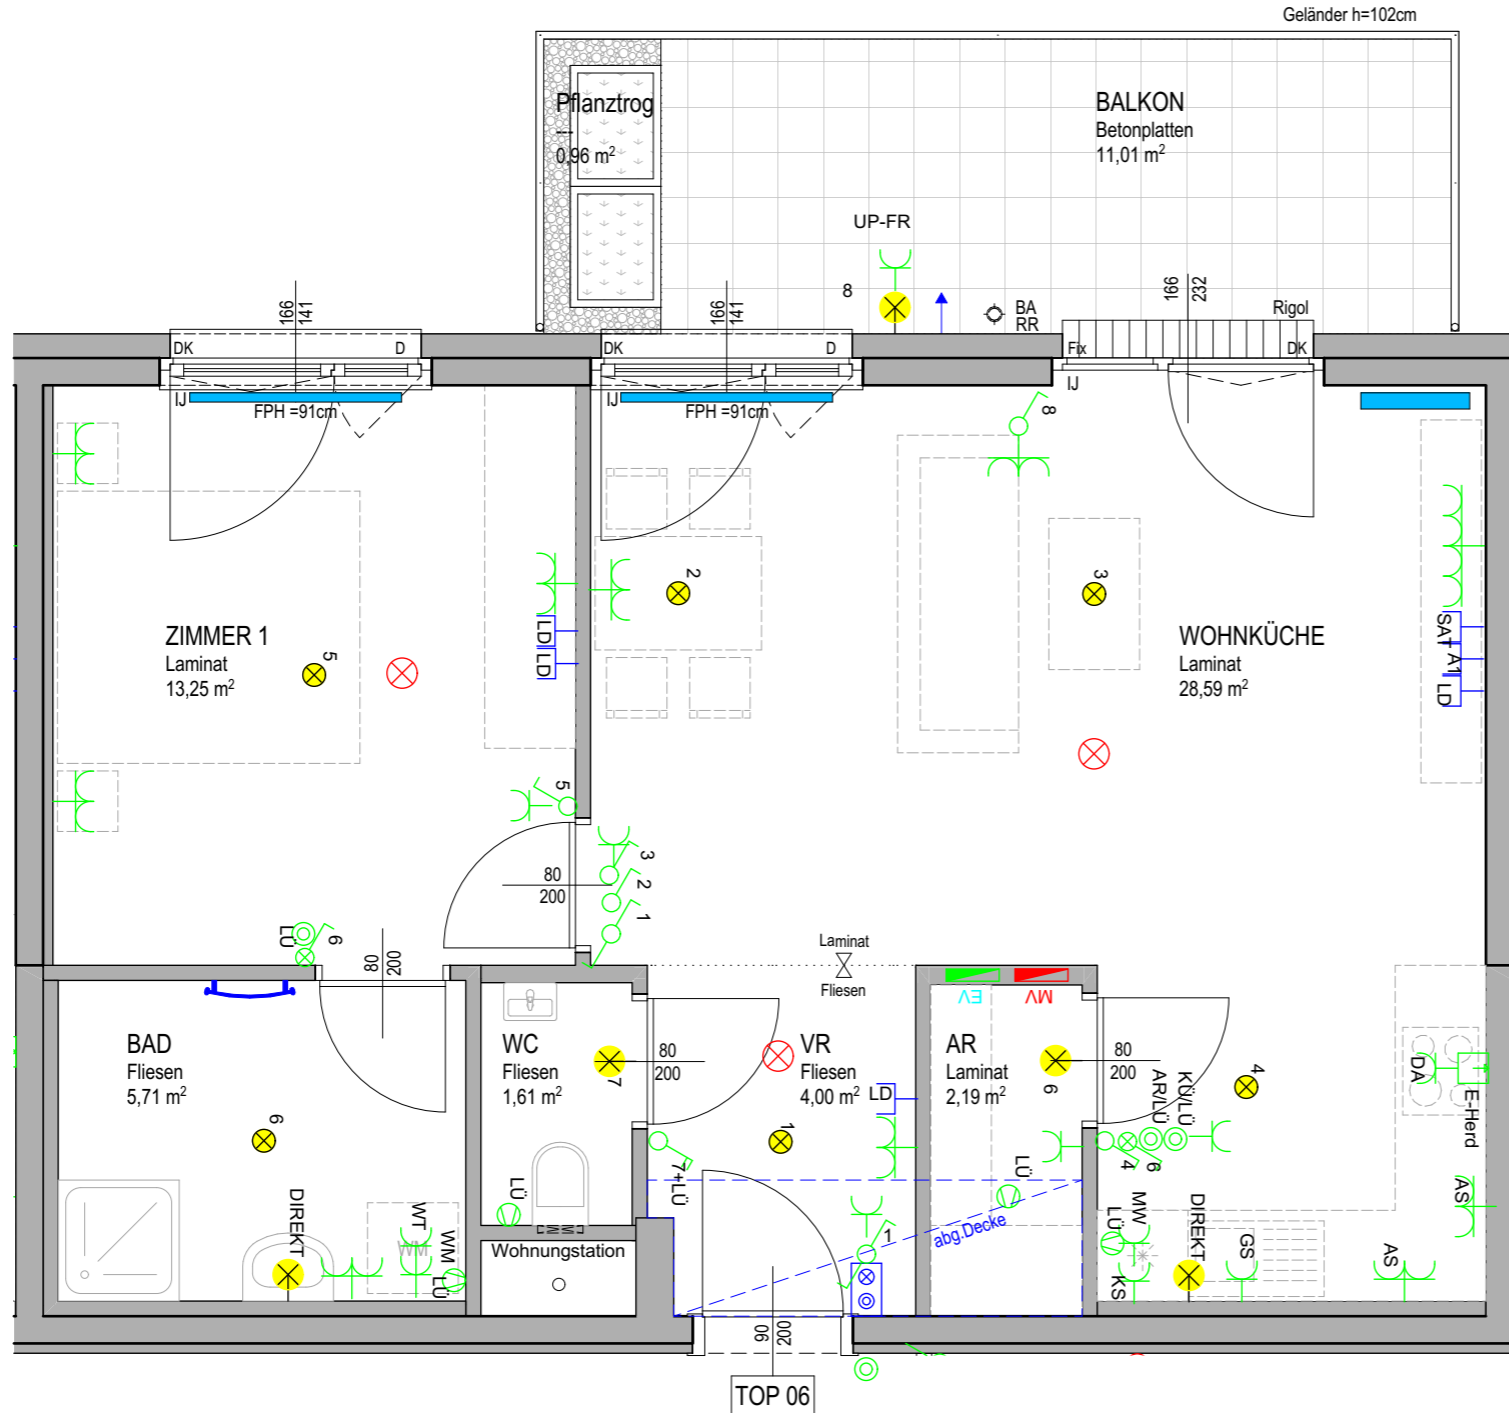 Geländer h=102cm
Pflanztrog
---
0,96 m²
BALKON
Betonplatten
11,01 m²
UP-FR
8
BA
RR
166
232
Rigol
166
141
166
141
DK
D
DK
D
Fix
DK
IJ
FPH =91cm
IJ
FPH =91cm
IJ
8
2
3
ZIMMER 1
Laminat
13,25 m²
5
LD
LD
WOHNKÜCHE
Laminat
28,59 m²
SAT
A1
LD
5
3
2
1
80
200
LÜ
6
80
200
Laminat
Fliesen
EV
MV
BAD
Fliesen
5,71 m²
6
WC
Fliesen
1,61 m²
7
80
200
VR
Fliesen
4,00 m²
LD
1
AR
Laminat
2,19 m²
6
80
200
AR/LÜ
KÜ/LÜ
4
DA
E-Herd
4
6
7+LÜ
LÜ
LÜ
DIREKT
WT
WM
WM
LÜ
Wohnungstation
1
abg.Decke
LÜ
MW
KS
DIREKT
GS
AS
AS
90
200
TOP 06